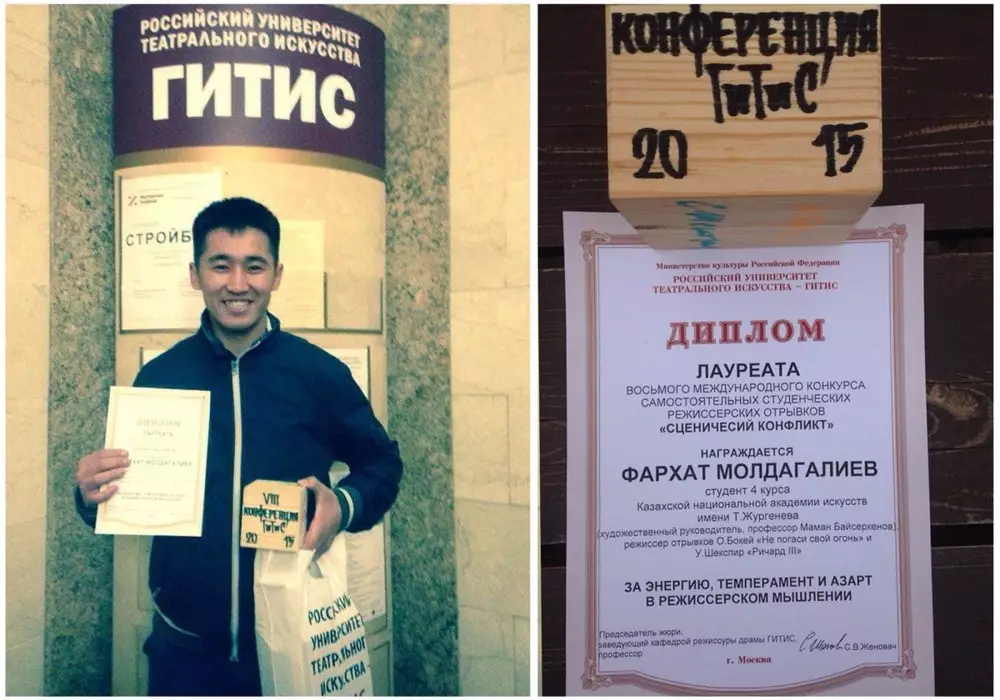 РОССИЙСКИЙ УНИВЕРСИТЕТ
ТЕАТРАЛЬНОГО ИСКУССТВА
ГИТИС
СТРОЙБ
ЛАУРЕАТА
МОЛДАГАЛИЕВ
VIII
КОНФЕРЕНЦИЯ
ГИТИС
20 15
РОССИЙСКИЙ
УНИВЕРСИТЕТ
ТЕАТРАЛЬНОГ
ИСКУССТВА -
КОНФЕРЕНЦИЯ
ГиТиС
20 15
Министерство культуры Российской Федерации
РОССИЙСКИЙ УНИВЕРСИТЕТ
ТЕАТРАЛЬНОГО ИСКУССТВА – ГИТИС
ДИПЛОМ
ЛАУРЕАТА
ВОСЬМОГО МЕЖДУНАРОДНОГО КОНКУРСА
САМОСТОЯТЕЛЬНЫХ СТУДЕНЧЕСКИХ
РЕЖИССЕРСКИХ ОТРЫВКОВ
«СЦЕНИЧЕСИЙ КОНФЛИКТ»
НАГРАЖДАЕТСЯ
ФАРХАТ МОЛДАГАЛИЕВ
студент 4 курса
Казахской национальной академии искусств
имени Т.Жургенева
(художественный руководитель, профессор Маман Байсеркенов),
режиссер отрывков О.Бокей «Не погаси свой огонь» и
У.Шекспир «Ричард III»
ЗА ЭНЕРГИЮ, ТЕМПЕРАМЕНТ И АЗАРТ
В РЕЖИССЕРСКОМ МЫШЛЕНИИ
Председатель жюри,
заведующий кафедрой режиссуры драмы ГИТИС,
профессор С.В.Женовач
г. Москва